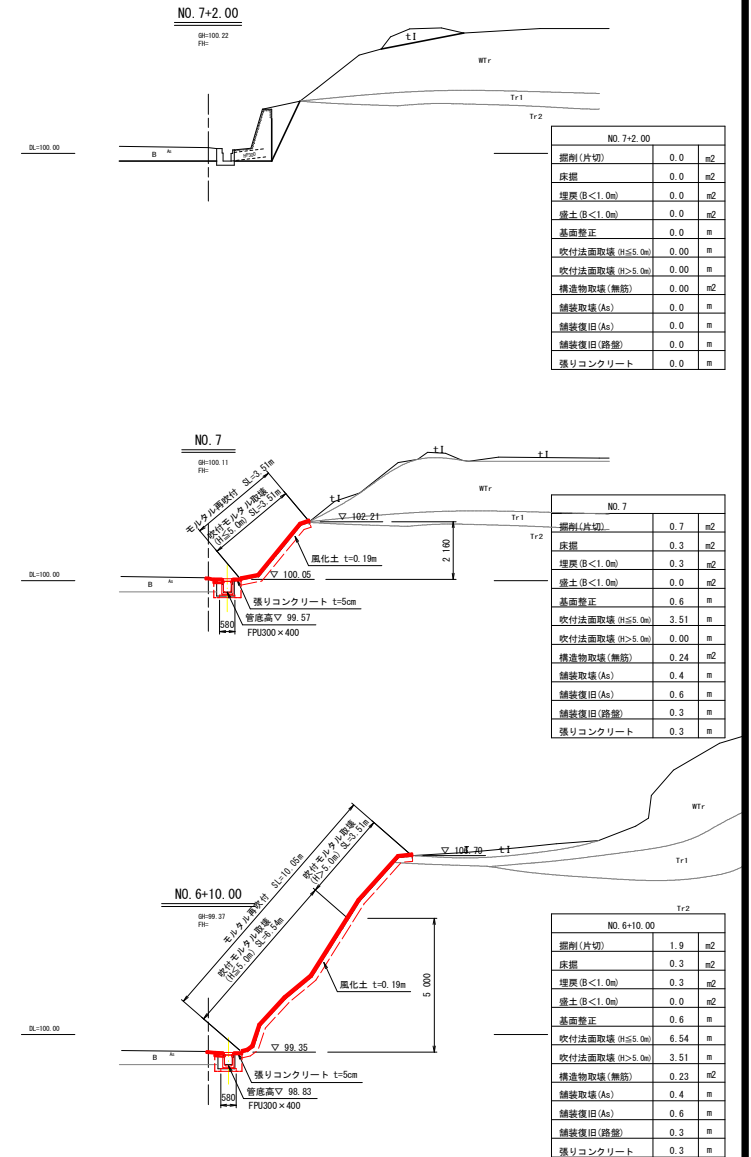 NO. 7+2.00
GH=100.22
FH=
tI
WTr
Tr1
Tr2
DL=100.00
B As
NO. 7+2.00
掘削(片切) 0.0 m2
床掘 0.0 m2
埋戻(B<1.0m) 0.0 m2
盛土(B<1.0m) 0.0 m2
基面整正 0.0 m
吹付法面取壊(H≦5.0m) 0.00 m
吹付法面取壊(H>5.0m) 0.00 m
構造物取壊(無筋) 0.00 m2
舗装取壊(As) 0.0 m
舗装復旧(As) 0.0 m
舗装復旧(路盤) 0.0 m
張りコンクリート 0.0 m
NO. 7
GH=100.11
FH=
モルタル再吹付 SL=3.51m
吹付モルタル取壊
(H≦5.0m) SL=3.51m
tI
tI
tI
WTr
Tr1
Tr2
▽ 102.21
2.160
風化土 t=0.19m
▽ 100.05
DL=100.00
B As
張りコンクリート t=5cm
管底高▽ 99.57
580
FPU300×400
NO. 7
掘削(片切) 0.7 m2
床掘 0.3 m2
埋戻(B<1.0m) 0.3 m2
盛土(B<1.0m) 0.0 m2
基面整正 0.6 m
吹付法面取壊(H≦5.0m) 3.51 m
吹付法面取壊(H>5.0m) 0.00 m
構造物取壊(無筋) 0.24 m2
舗装取壊(As) 0.4 m
舗装復旧(As) 0.6 m
舗装復旧(路盤) 0.3 m
張りコンクリート 0.3 m
NO. 6+10.00
GH=99.37
FH=
モルタル再吹付 SL=10.05m
吹付モルタル取壊
(H>5.0m) SL=3.51m
吹付モルタル取壊
(H≦5.0m) SL=6.54m
tI
WTr
Tr1
Tr2
5.000
風化土 t=0.19m
▽ 99.35
DL=100.00
B As
張りコンクリート t=5cm
管底高▽ 98.83
580
FPU300×400
NO. 6+10.00
掘削(片切) 1.9 m2
床掘 0.3 m2
埋戻(B<1.0m) 0.3 m2
盛土(B<1.0m) 0.0 m2
基面整正 0.6 m
吹付法面取壊(H≦5.0m) 6.54 m
吹付法面取壊(H>5.0m) 3.51 m
構造物取壊(無筋) 0.23 m2
舗装取壊(As) 0.4 m
舗装復旧(As) 0.6 m
舗装復旧(路盤) 0.3 m
張りコンクリート 0.3 m